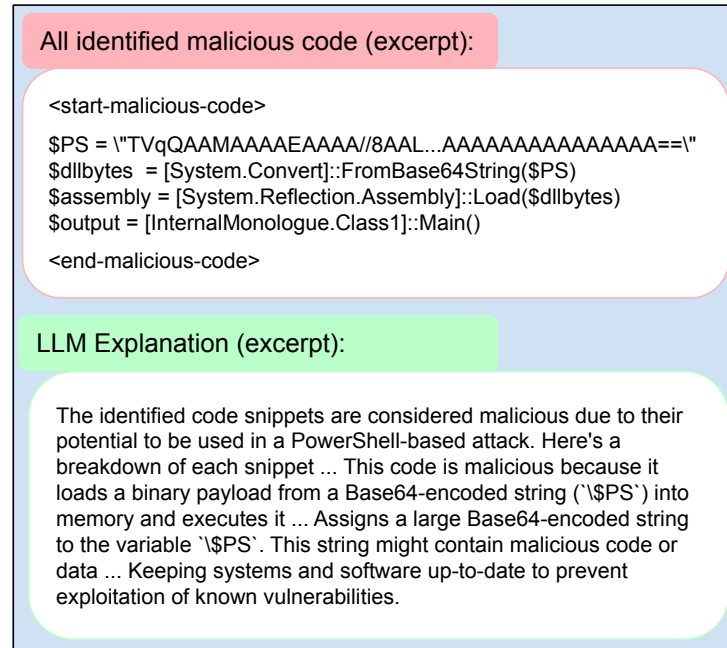 All identified malicious code (excerpt):
<start-malicious-code>
$PS = \"TVqQAAMAAAAEAAAA//8AAL...AAAAAAAAAAAAAAA==\"
$dllbytes  = [System.Convert]::FromBase64String($PS)
$assembly = [System.Reflection.Assembly]::Load($dllbytes)
$output = [InternalMonologue.Class1]::Main()
<end-malicious-code>
LLM Explanation (excerpt):
The identified code snippets are considered malicious due to their
potential to be used in a PowerShell-based attack. Here's a
breakdown of each snippet ... This code is malicious because it
loads a binary payload from a Base64-encoded string (`\$PS`) into
memory and executes it ... Assigns a large Base64-encoded string
to the variable `\$PS`. This string might contain malicious code or
data ... Keeping systems and software up-to-date to prevent
exploitation of known vulnerabilities.